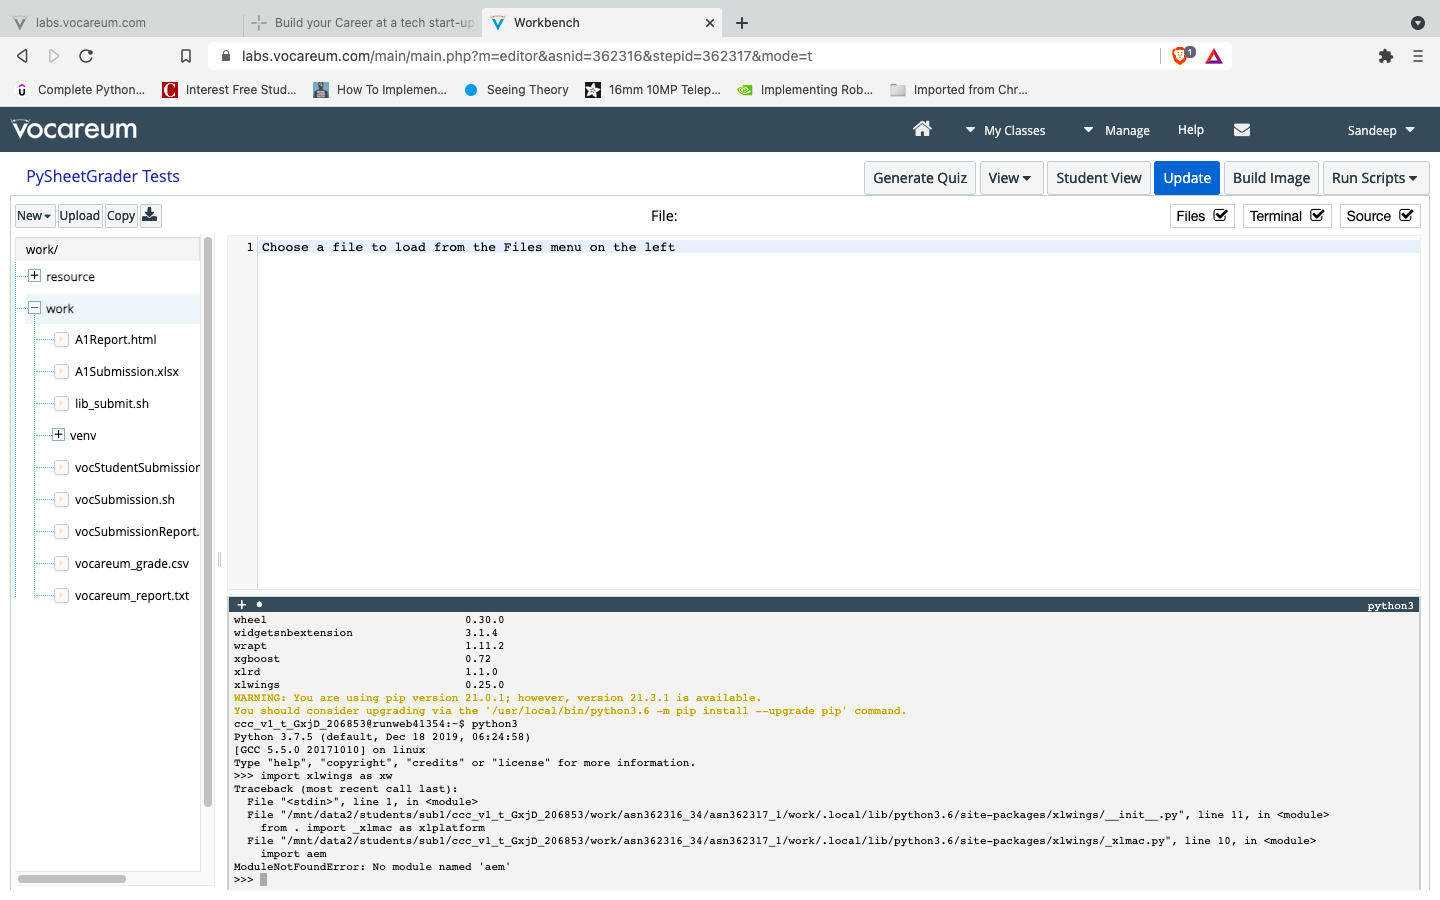 labs.vocareum.com
Build your Career at a tech start-up
Workbench
labs.vocareum.com/main/main.php?m=editor&asnid=362316&stepid=362317&mode=t
1
Complete Python...
Interest Free Stud...
How To Implemen...
Seeing Theory
16mm 10MP Telep...
Implementing Rob...
Imported from Chr...
vocareum
My Classes
Manage
Help
Sandeep
PySheetGrader Tests
Generate Quiz
View
Student View
Update
Build Image
Run Scripts
New
Upload
Copy
File:
Files
Terminal
Source
work/
resource
work
A1Report.html
A1Submission.xlsx
lib_submit.sh
venv
vocStudentSubmission
vocSubmission.sh
vocSubmissionReport.
vocareum_grade.csv
vocareum_report.txt
1 Choose a file to load from the Files menu on the left
+ python3
wheel 0.30.0
widgetsnbextension 3.1.4
wrapt 1.11.2
xgboost 0.72
xlrd 1.1.0
xlwings 0.25.0
WARNING: You are using pip version 21.0.1; however, version 21.3.1 is available.
You should consider upgrading via the '/usr/local/bin/python3.6 -m pip install --upgrade pip' command.
ccc_v1_t_GxjD_206853@runweb41354:~$ python3
Python 3.7.5 (default, Dec 18 2019, 06:24:58)
[GCC 5.5.0 20171010] on linux
Type "help", "copyright", "credits" or "license" for more information.
>>> import xlwings as xw
Traceback (most recent call last):
File "<stdin>", line 1, in <module>
File "/mnt/data2/students/sub1/ccc_v1_t_GxjD_206853/work/asn362316_34/asn362317_1/work/.local/lib/python3.6/site-packages/xlwings/__init__.py", line 11, in <module>
from . import _xlmac as xlplatform
File "/mnt/data2/students/sub1/ccc_v1_t_GxjD_206853/work/asn362316_34/asn362317_1/work/.local/lib/python3.6/site-packages/xlwings/_xlmac.py", line 10, in <module>
import aem
ModuleNotFoundError: No module named 'aem'
>>>